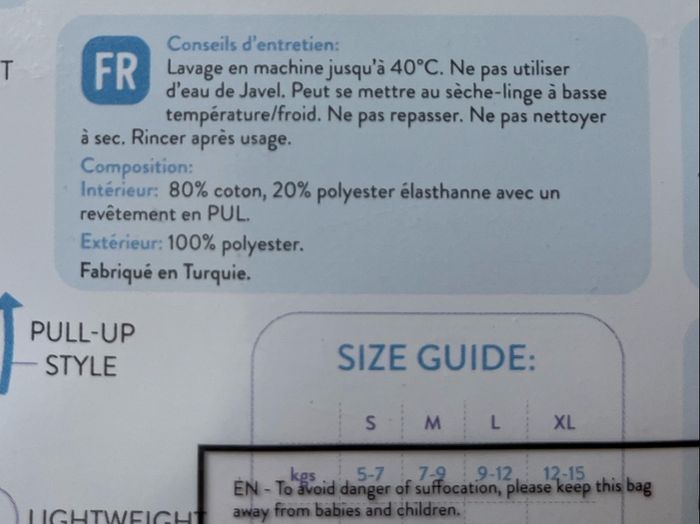 T
FR
Conseils d'entretien:
Lavage en machine jusqu'à 40°C. Ne pas utiliser
d'eau de Javel. Peut se mettre au sèche-linge à basse
température/froid. Ne pas repasser. Ne pas nettoyer
à sec. Rincer après usage.
Composition:
Intérieur: 80% coton, 20% polyester élasthanne avec un
revêtement en PUL.
Extérieur: 100% polyester.
Fabriqué en Turquie.
PULL-UP
STYLE
SIZE GUIDE:
S M L XL
kgs 5-7 7-9 9-12 12-15
EN - To avoid danger of suffocation, please keep this bag
away from babies and children.
LIGHTWEIGHT